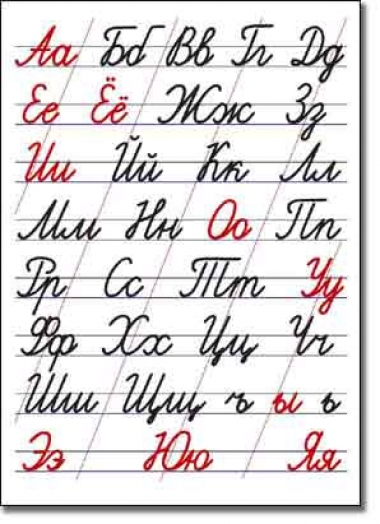 Аа Бб Вв Гг Дд
Ее Ёё Жж Зз
Ии Йй Кк Лл
Мм Нн Оо Пп
Рр Сс Тт Уу
Фф Хх Цц Чч
Шш Щщ ъ ы ь
Ээ Юю Яя